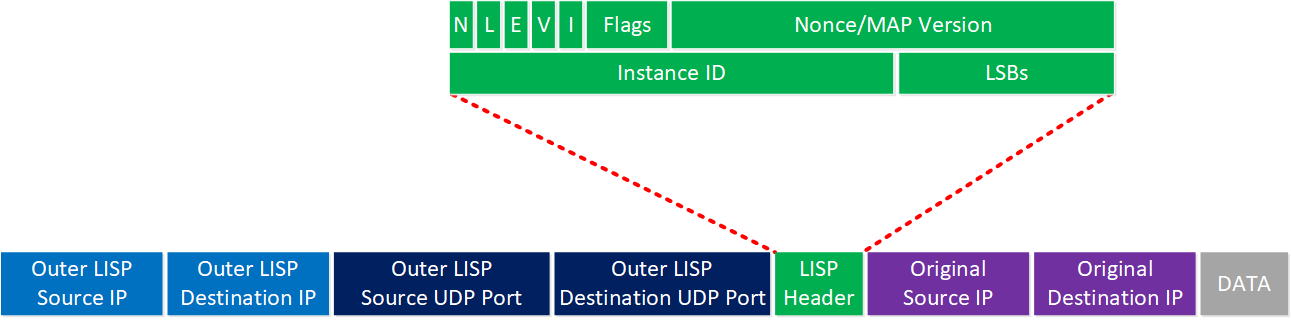 N L E V I Flags Nonce/MAP Version
Instance ID LSBs
Outer LISP Source IP
Outer LISP Destination IP
Outer LISP Source UDP Port
Outer LISP Destination UDP Port
LISP Header
Original Source IP
Original Destination IP
DATA